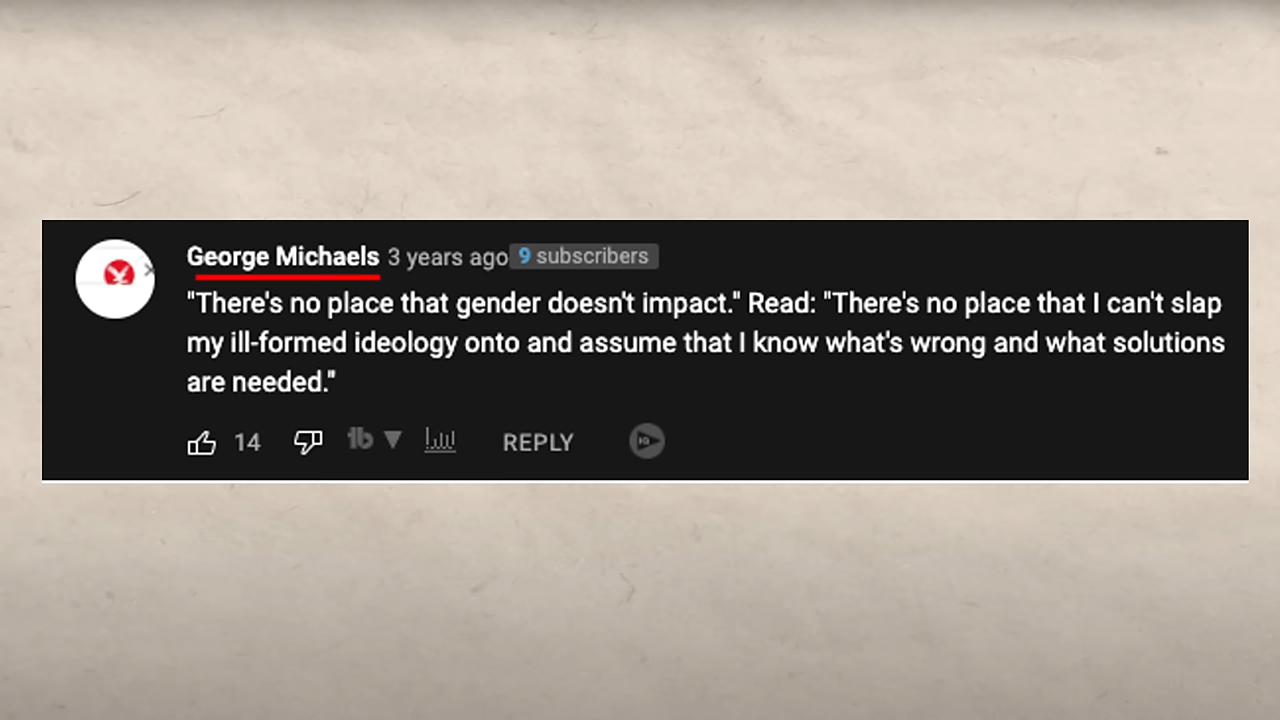 George Michaels 3 years ago 9 subscribers
"There's no place that gender doesn't impact." Read: "There's no place that I can't slap
my ill-formed ideology onto and assume that I know what's wrong and what solutions
are needed."
14 tb REPLY